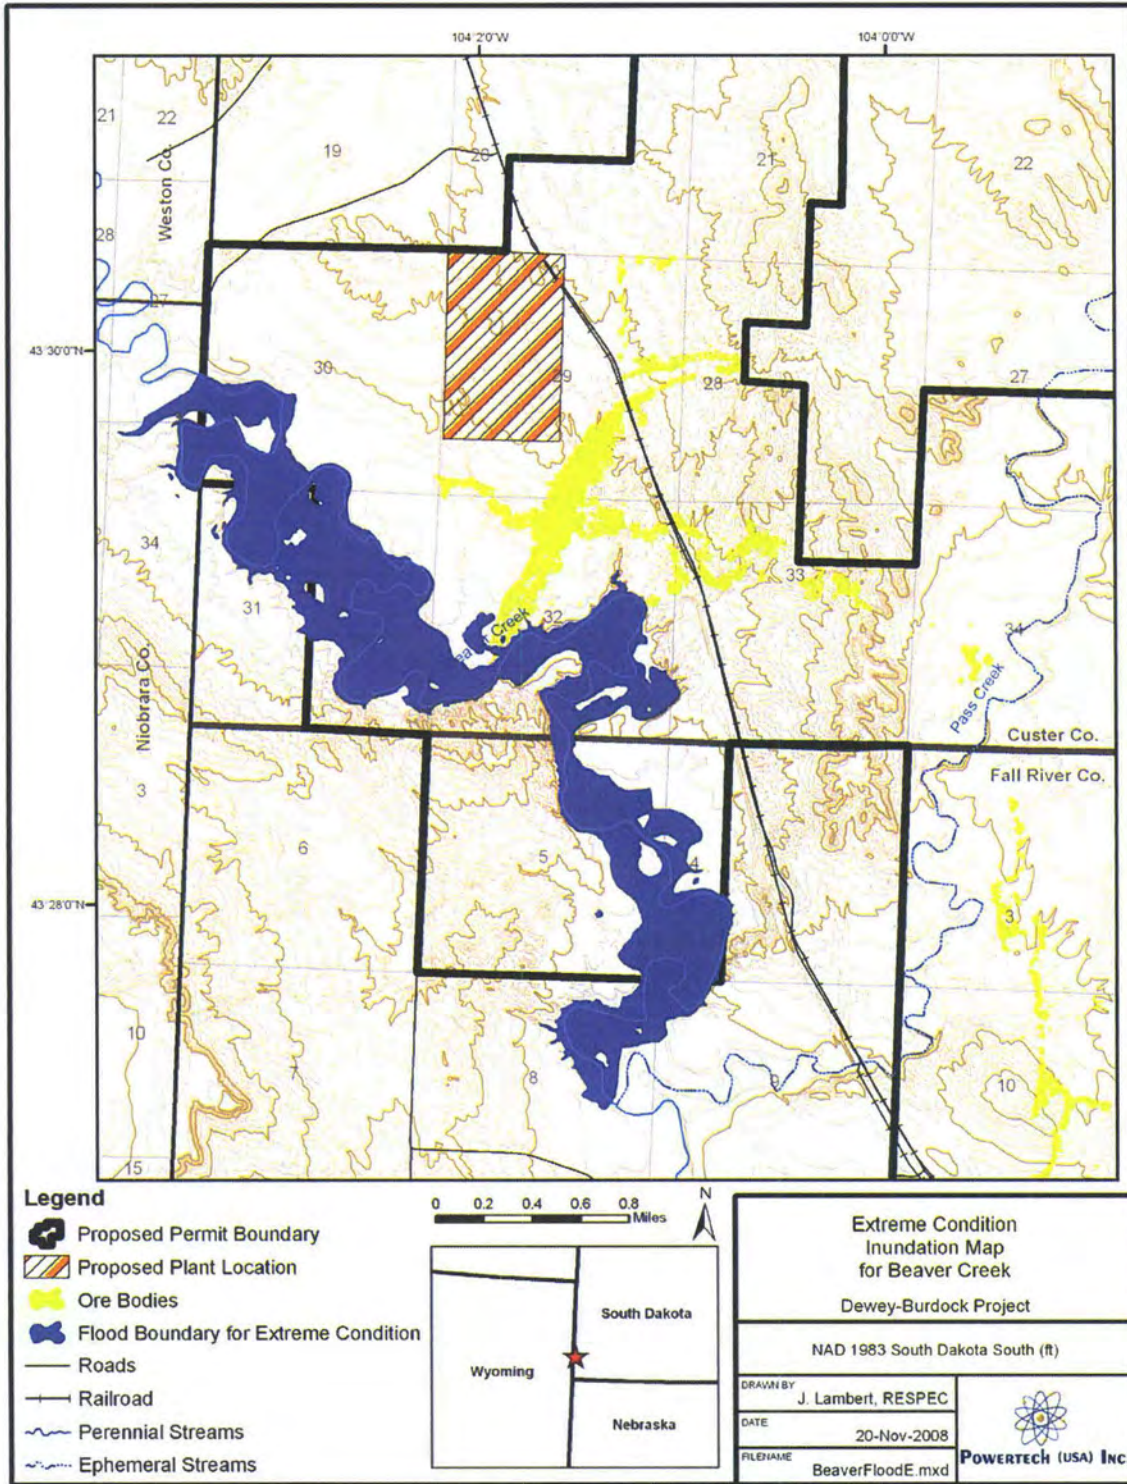 104°2'0"W
104°0'0"W
21
22
19
20
21
22
Weston Co.
28
27
43°30'0"N
30
29
28
27
34
31
32
33
34
Beaver Creek
Pass Creek
Niobrara Co.
Custer Co.
Fall River Co.
3
6
5
4
3
43°28'0"N
10
7
8
9
10
15
Legend
Proposed Permit Boundary
Proposed Plant Location
Ore Bodies
Flood Boundary for Extreme Condition
Roads
Railroad
Perennial Streams
Ephemeral Streams
0 0.2 0.4 0.6 0.8
Miles
N
South Dakota
Wyoming
Nebraska
Extreme Condition
Inundation Map
for Beaver Creek
Dewey-Burdock Project
NAD 1983 South Dakota South (ft)
DRAWN BY
J. Lambert, RESPEC
DATE
20-Nov-2008
FILENAME
BeaverFloodE.mxd
POWERTECH (USA) INC